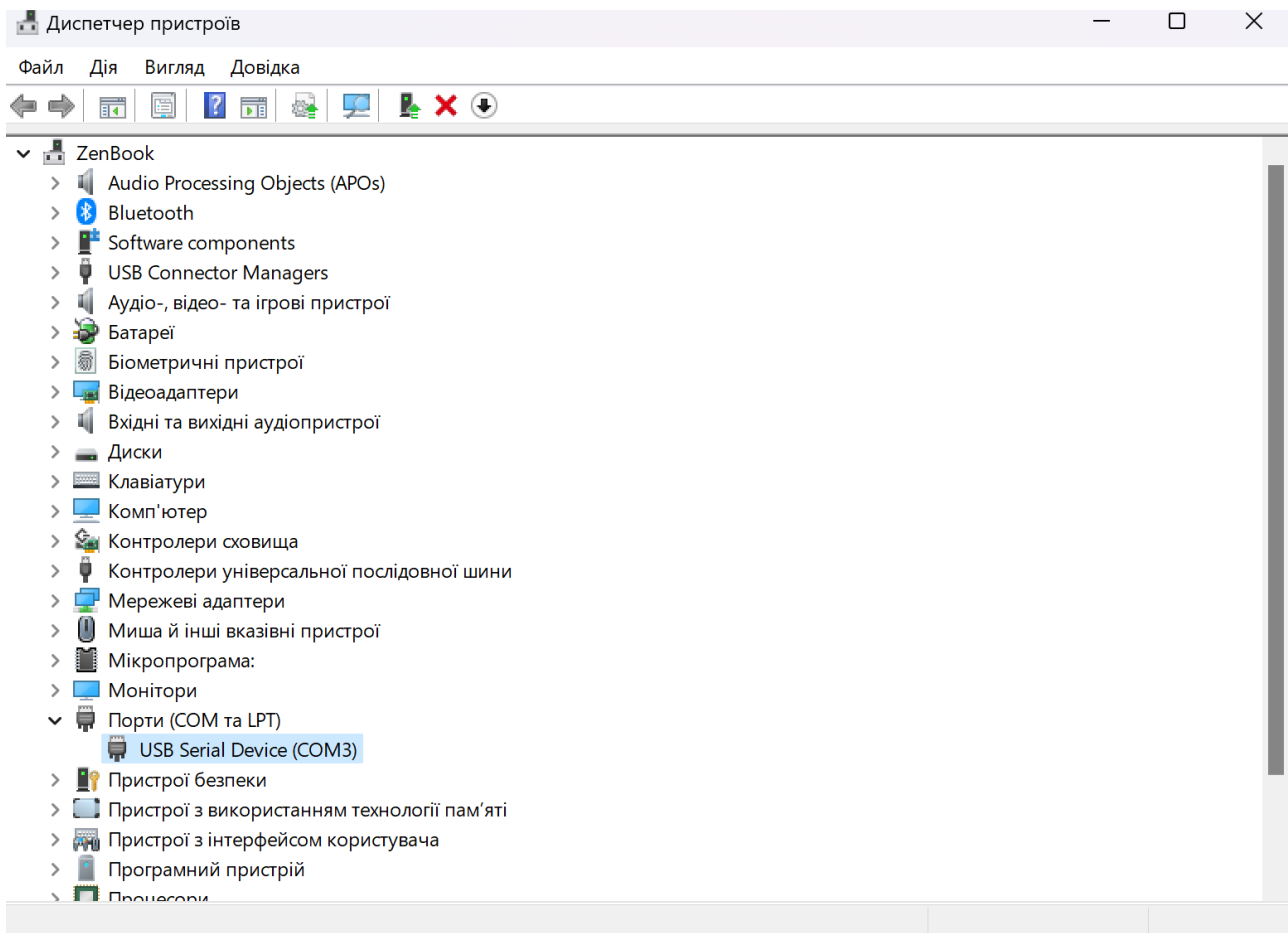 Диспетчер пристроїв
Файл Дія Вигляд Довідка
ZenBook
Audio Processing Objects (APOs)
Bluetooth
Software components
USB Connector Managers
Аудіо-, відео- та ігрові пристрої
Батареї
Біометричні пристрої
Відеоадаптери
Вхідні та вихідні аудіопристрої
Диски
Клавіатури
Комп'ютер
Контролери сховища
Контролери універсальної послідовної шини
Мережеві адаптери
Миша й інші вказівні пристрої
Мікропрограма:
Монітори
Порти (COM та LPT)
USB Serial Device (COM3)
Пристрої безпеки
Пристрої з використанням технології пам’яті
Пристрої з інтерфейсом користувача
Програмний пристрій
Процесори